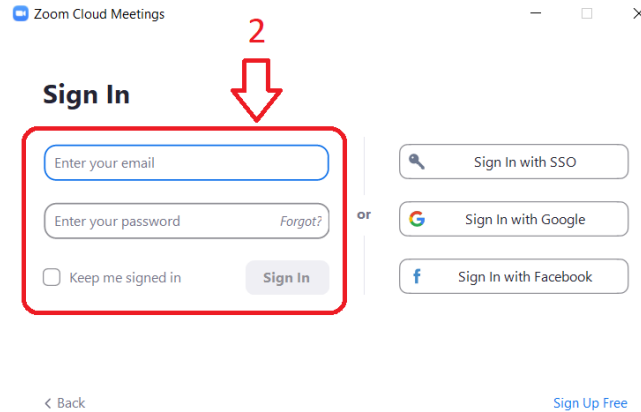 Zoom Cloud Meetings
2
Sign In
Enter your email
Enter your password Forgot?
Keep me signed in Sign In
or
Sign In with SSO
Sign In with Google
Sign In with Facebook
Back
Sign Up Free